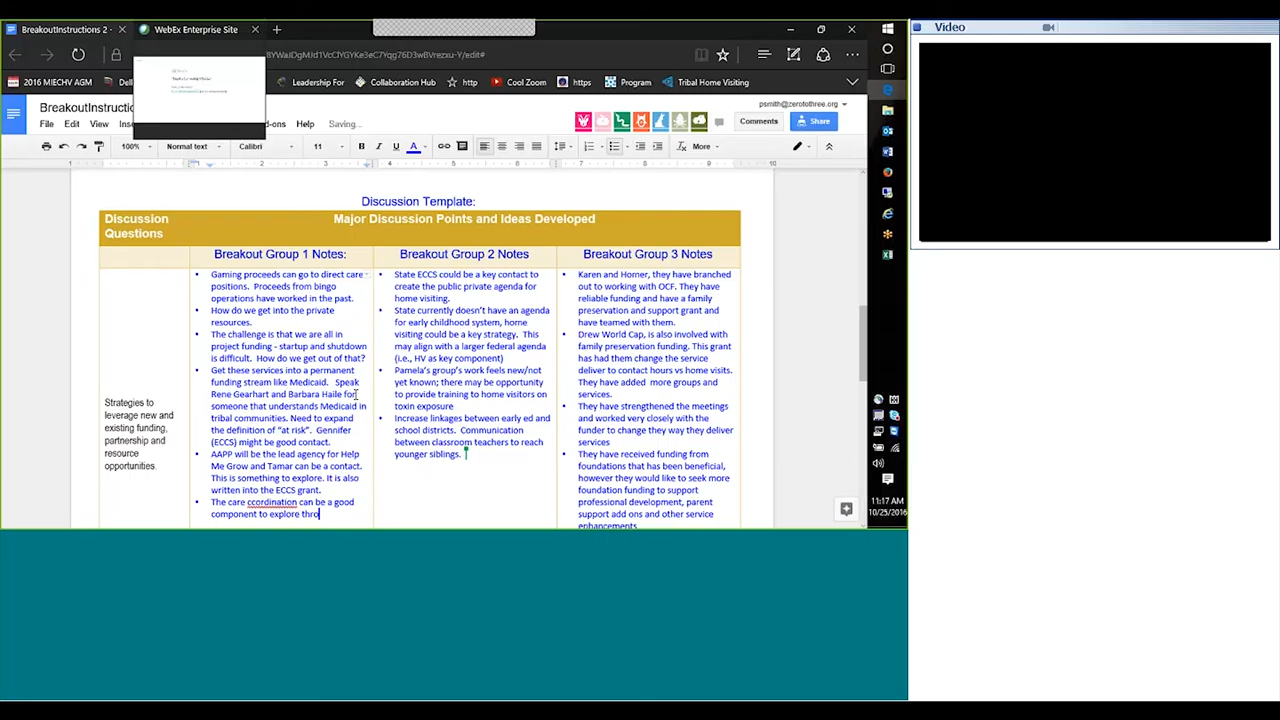 BreakoutInstructions 2 -
WebEx Enterprise Site
Video
8YWaIDgMJd1VcClYGYKe3eC7Yqg76D3wBVrezxu-Y/edit#
2016 MIECHV AGM
Dell
Leadership For
Collaboration Hub
http
Cool Zoom
https
Program
Tribal Home Visiting
BreakoutInstructions
psmith@zerotothree.org
File
Edit
View
Inse
d-ons
Help
Saving...
Comments
Share
100%
Normal text
Calibri
11
B
I
U
A
More
1
2
4
5
6
7
8
9
10
Discussion Template:
Discussion
Questions
Major Discussion Points and Ideas Developed
Breakout Group 1 Notes:
Breakout Group 2 Notes
Breakout Group 3 Notes
Strategies to
leverage new and
existing funding,
partnership and
resource
opportunities.
• Gaming proceeds can go to direct care
positions. Proceeds from bingo
operations have worked in the past.
• How do we get into the private
resources.
• The challenge is that we are all in
project funding - startup and shutdown
is difficult. How do we get out of that?
• Get these services into a permanent
funding stream like Medicaid. Speak
Rene Gearhart and Barbara Haile for
someone that understands Medicaid in
tribal communities. Need to expand
the definition of "at risk". Gennifer
(ECCS) might be good contact.
• AAPP will be the lead agency for Help
Me Grow and Tamar can be a contact.
This is something to explore. It is also
written into the ECCS grant.
• The care ccordination can be a good
component to explore thro
• State ECCS could be a key contact to
create the public private agenda for
home visiting.
• State currently doesn't have an agenda
for early childhood system, home
visiting could be a key strategy. This
may align with a larger federal agenda
(i.e., HV as key component)
• Pamela's group's work feels new/not
yet known; there may be opportunity
to provide training to home visitors on
toxin exposure
• Increase linkages between early ed and
school districts. Communication
between classroom teachers to reach
younger siblings.
• Karen and Horner, they have branched
out to working with OCF. They have
reliable funding and have a family
preservation and support grant and
have teamed with them.
• Drew World Cap, is also involved with
family preservation funding. This grant
has had them change the service
deliver to contact hours vs home visits.
They have added more groups and
services.
• They have strengthened the meetings
and worked very closely with the
funder to change they way they deliver
services
• They have received funding from
foundations that has been beneficial,
however they would like to seek more
foundation funding to support
professional development, parent
support add ons and other service
enhancements
11:17 AM
10/25/2016